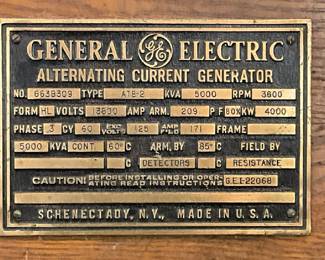 GENERAL GE ELECTRIC
ALTERNATING CURRENT GENERATOR
NO. 6639309 TYPE ATB-2 KVA 5000 RPM 3600
FORM HL VOLTS 13800 AMP ARM. 209 P F 80% KW 4000
PHASE 3 CY 60 VOLTS 125 AMP FLD 171 FRAME
5000 KVA CONT. 60°C ARM, BY 85°C FIELD BY
C DETECTORS C RESISTANCE
CAUTION: BEFORE INSTALLING OR OPERATING READ INSTRUCTIONS GEI-22068
SCHENECTADY, N.Y., MADE IN U.S.A.